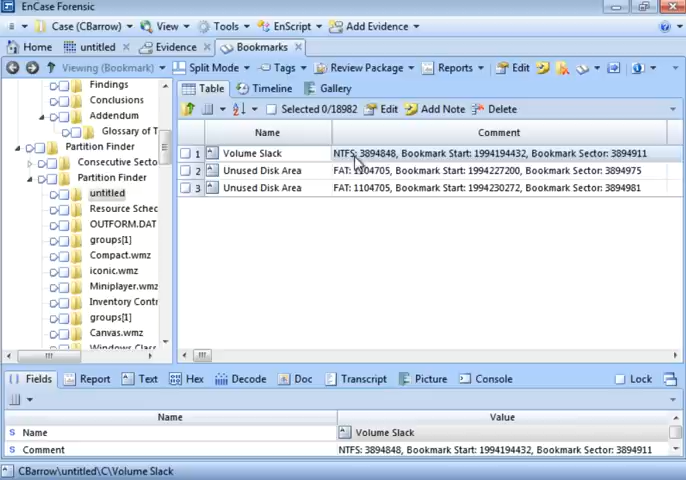 EnCase Forensic
Case (CBarrow) View Tools EnScript Add Evidence
Home untitled Evidence Bookmarks
Viewing (Bookmark) Split Mode Tags Review Package Reports Edit
Findings
Conclusions
Addendum
Glossary of T
Partition Finder
Consecutive Secto
Partition Finder
untitled
Resource Sched
OUTFORM.DAT
groups[1]
Compact.wmz
iconic.wmz
Miniplayer.wmz
Inventory Contr
groups[1]
Canvas.wmz
Windows Class
Table Timeline Gallery
Selected 0/18982 Edit Add Note Delete
Name Comment
1 Volume Slack NTFS: 3894848, Bookmark Start: 1994194432, Bookmark Sector: 3894911
2 Unused Disk Area FAT: 1104705, Bookmark Start: 1994227200, Bookmark Sector: 3894975
3 Unused Disk Area FAT: 1104705, Bookmark Start: 1994230272, Bookmark Sector: 3894981
Fields Report Text Hex Decode Doc Transcript Picture Console Lock
Name Value
S Name Volume Slack
S Comment NTFS: 3894848, Bookmark Start: 1994194432, Bookmark Sector: 3894911
CBarrow\untitled\C\Volume Slack